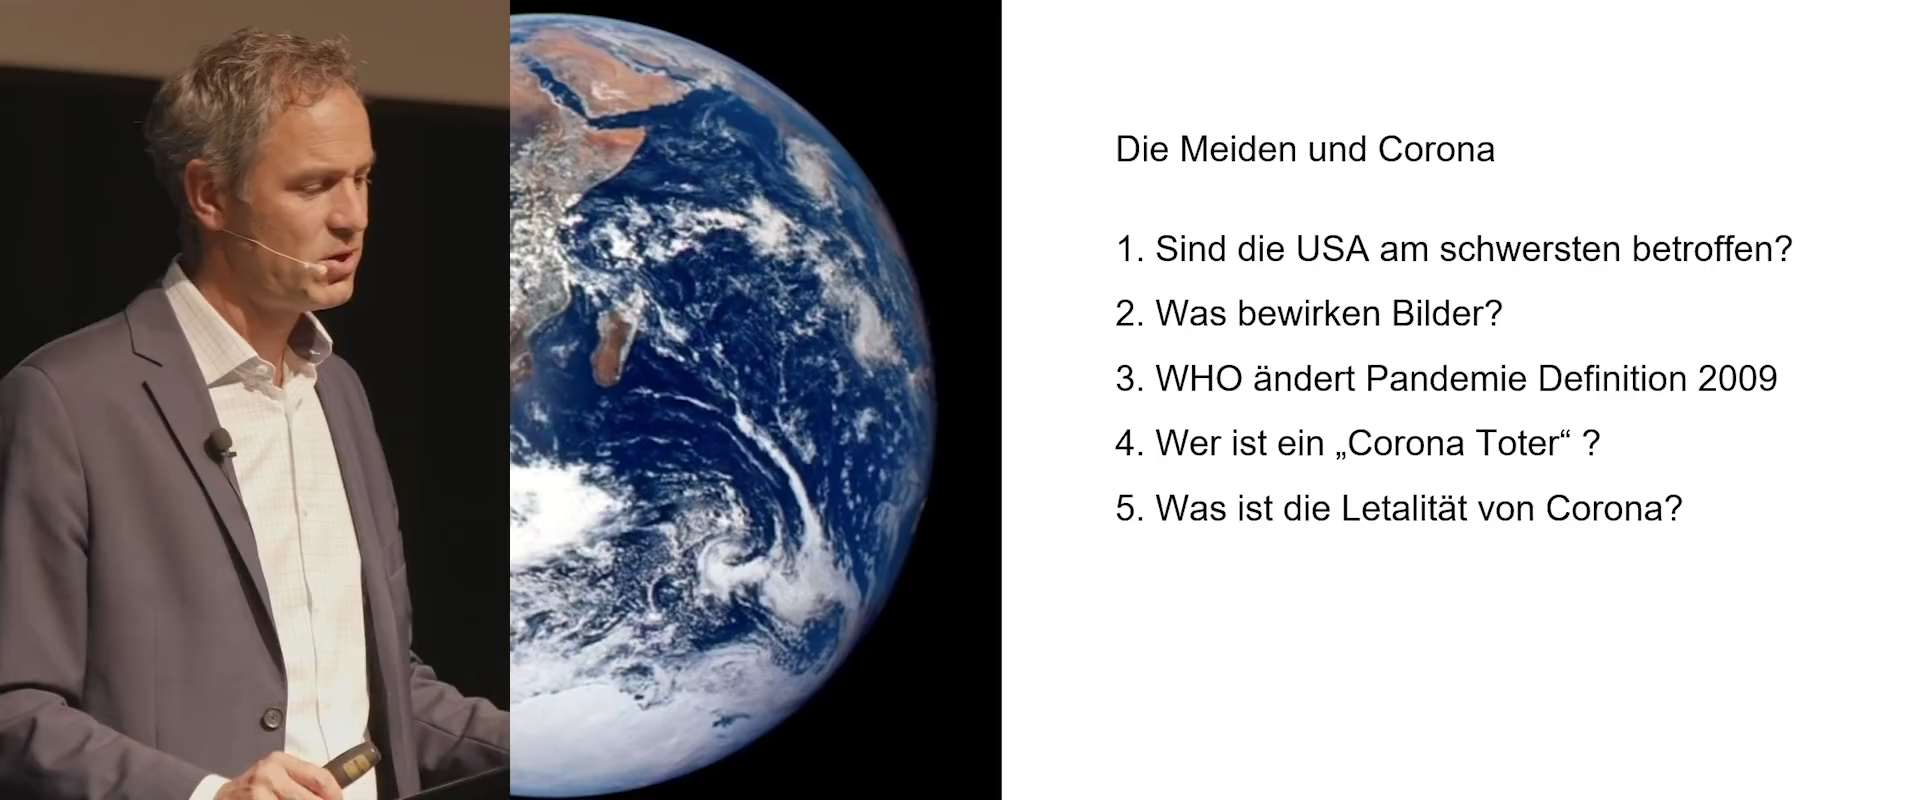 Die Meiden und Corona
1. Sind die USA am schwersten betroffen?
2. Was bewirken Bilder?
3. WHO ändert Pandemie Definition 2009
4. Wer ist ein „Corona Toter“ ?
5. Was ist die Letalität von Corona?